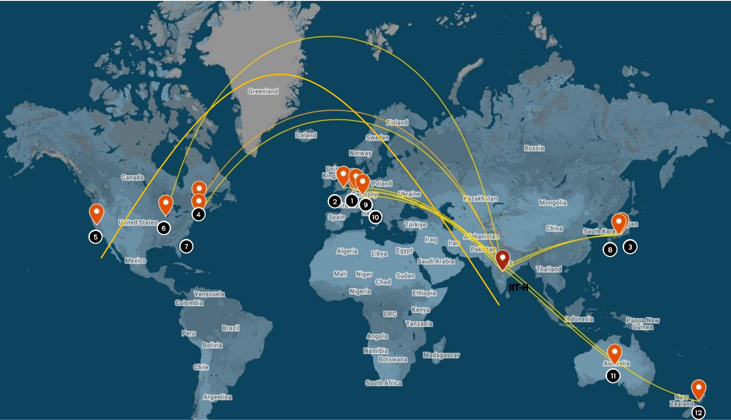 Greenland
Iceland
Finland
Sweden
Norway
Russia
Canada
Poland
Ukraine
Kazakhstan
Mongolia
2
1
9
10
4
5
6
7
United States
Spain
Türkiye
China
South Korea
8
3
Mexico
Algeria
Libya
Egypt
Iraq
Iran
Afghanistan
Pakistan
Saudi Arabia
Thailand
IIT-H
Mali
Niger
Chad
Sudan
Nigeria
Ethiopia
Venezuela
Colombia
DRC
Kenya
Tanzania
Indonesia
Papua New
Guinea
Peru
Brazil
Bolivia
Angola
Namibia
Botswana
Madagascar
Chile
South Africa
Argentina
Australia
11
New
Zealand
12